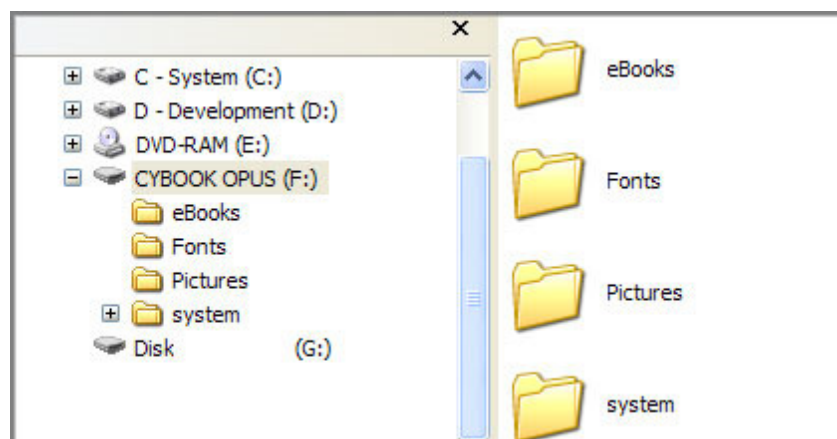 C - System (C:)
D - Development (D:)
DVD-RAM (E:)
CYBOOK OPUS (F:)
eBooks
Fonts
Pictures
system
Disk (G:)
eBooks
Fonts
Pictures
system